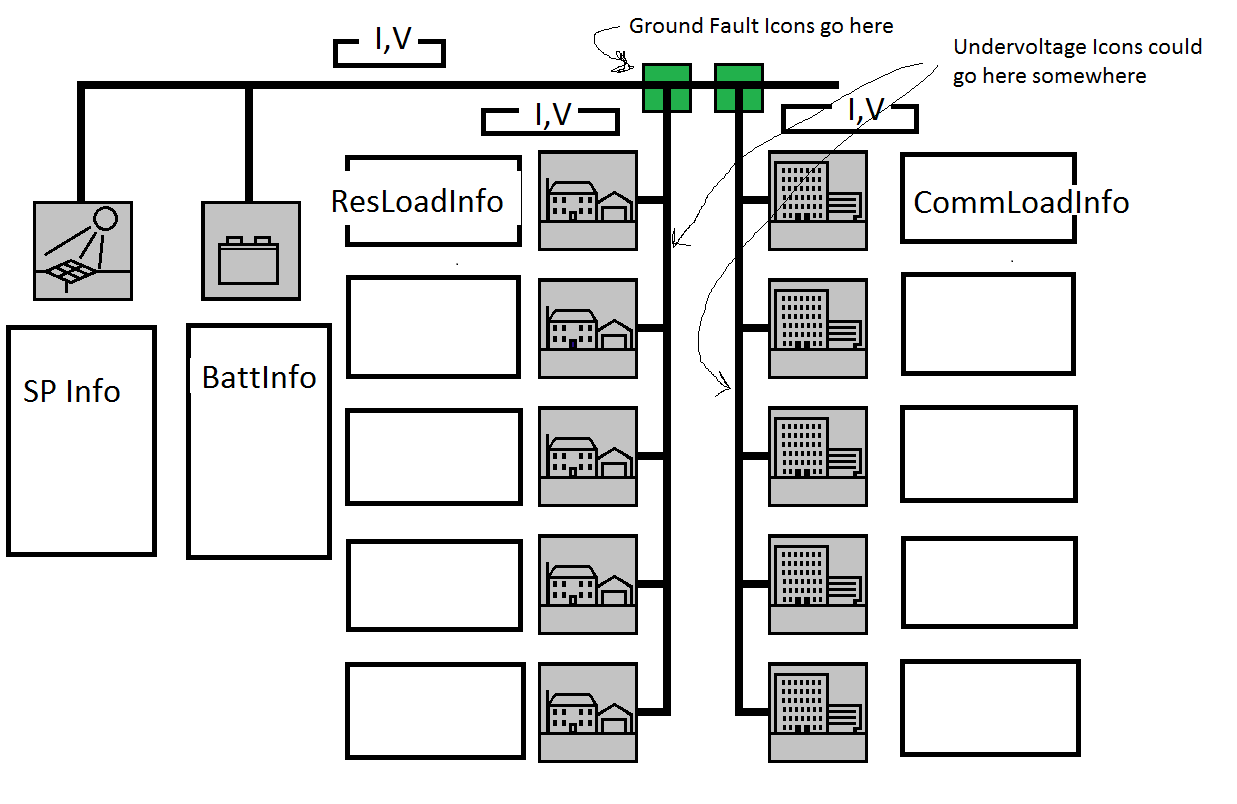 Ground Fault Icons go here
I,V
Undervoltage Icons could
go here somewhere
I,V
I,V
ResLoadInfo
CommLoadInfo
SP Info
BattInfo